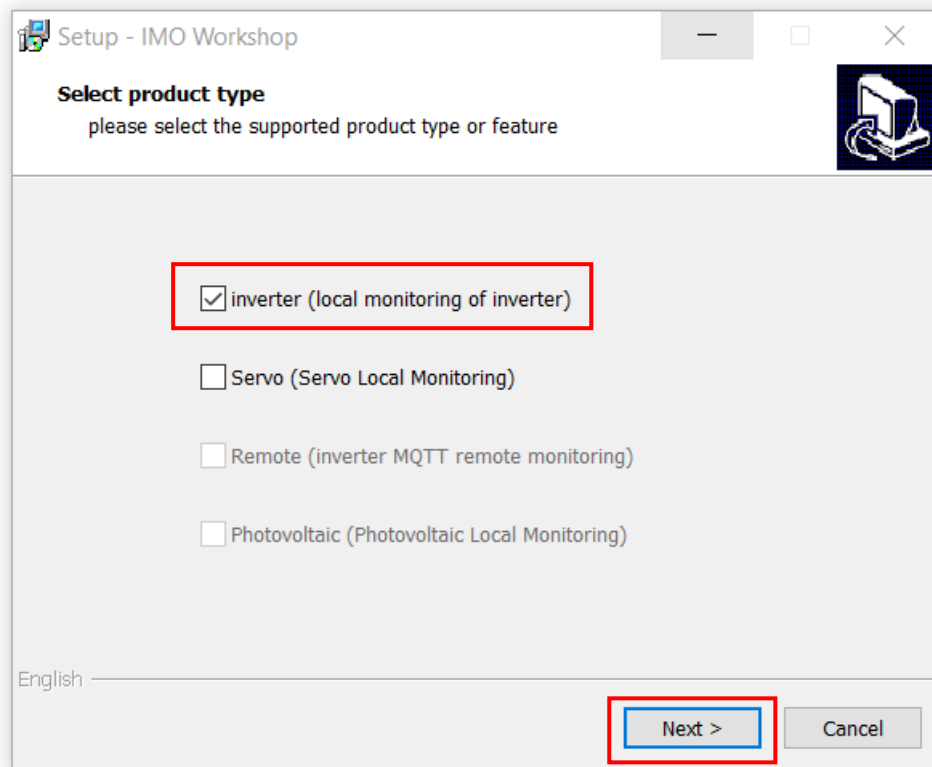 Setup - IMO Workshop
Select product type
please select the supported product type or feature
inverter (local monitoring of inverter)
Servo (Servo Local Monitoring)
Remote (inverter MQTT remote monitoring)
Photovoltaic (Photovoltaic Local Monitoring)
English
Next >
Cancel